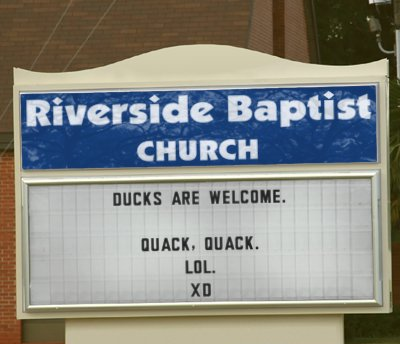 Riverside Baptist
CHURCH
DUCKS ARE WELCOME.
QUACK, QUACK.
LOL.
XD